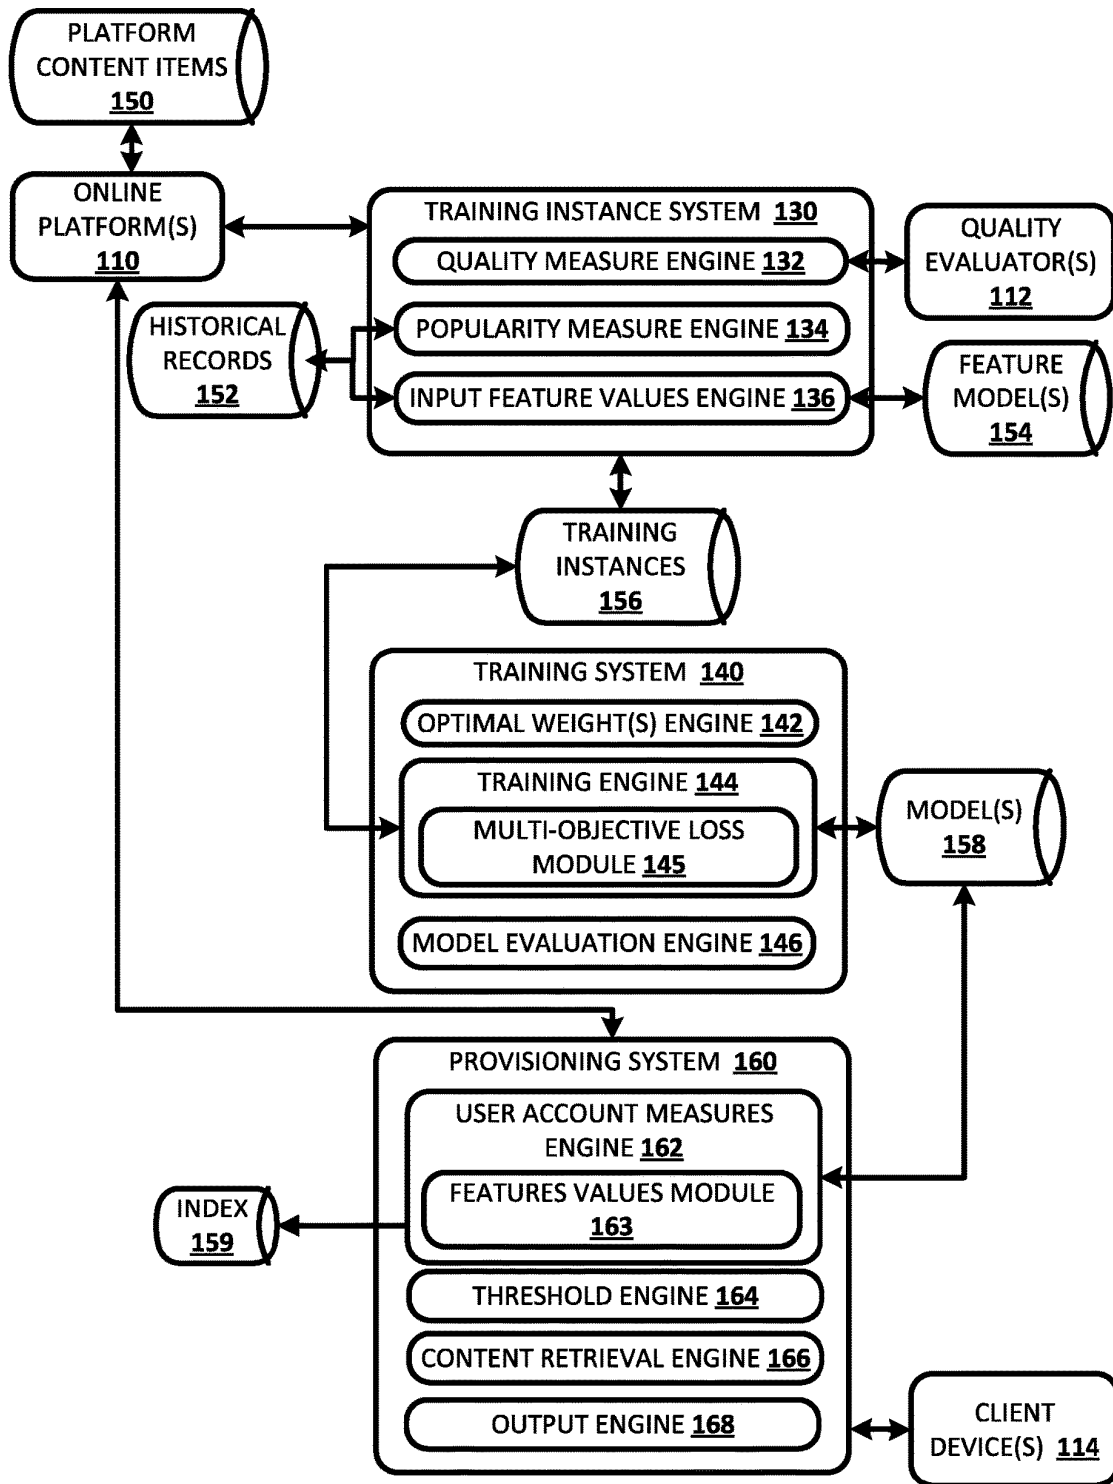 PLATFORM
CONTENT ITEMS
150
ONLINE
PLATFORM(S)
110
TRAINING INSTANCE SYSTEM 130
QUALITY MEASURE ENGINE 132
POPULARITY MEASURE ENGINE 134
INPUT FEATURE VALUES ENGINE 136
QUALITY
EVALUATOR(S)
112
HISTORICAL
RECORDS
152
FEATURE
MODEL(S)
154
TRAINING
INSTANCES
156
TRAINING SYSTEM 140
OPTIMAL WEIGHT(S) ENGINE 142
TRAINING ENGINE 144
MULTI-OBJECTIVE LOSS
MODULE 145
MODEL EVALUATION ENGINE 146
MODEL(S)
158
PROVISIONING SYSTEM 160
USER ACCOUNT MEASURES
ENGINE 162
FEATURES VALUES MODULE
163
INDEX
159
THRESHOLD ENGINE 164
CONTENT RETRIEVAL ENGINE 166
OUTPUT ENGINE 168
CLIENT
DEVICE(S) 114